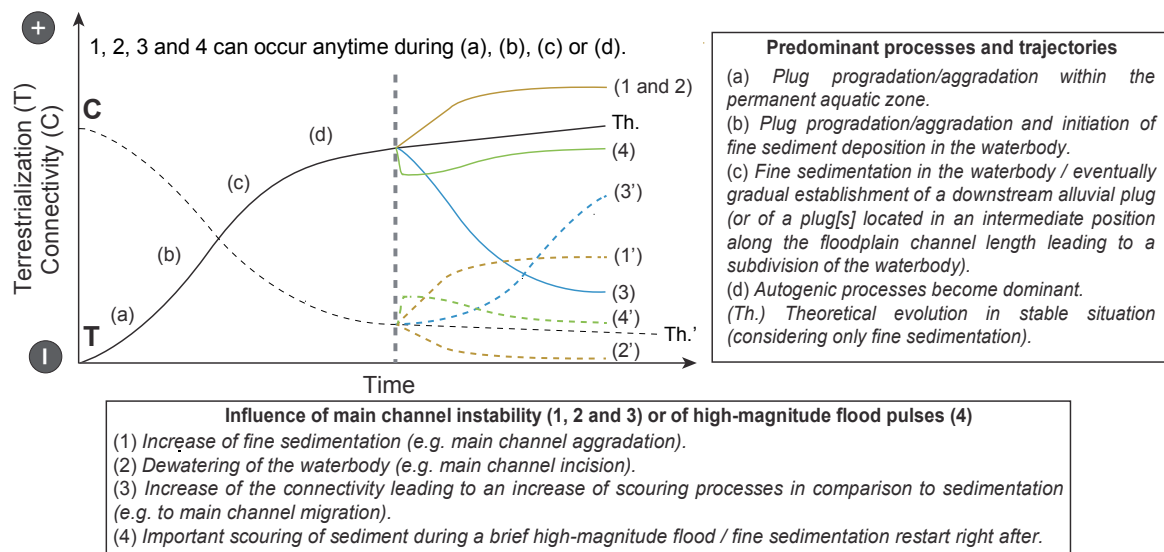 +
1, 2, 3 and 4 can occur anytime during (a), (b), (c) or (d).
Terrestrialization (T)
Connectivity (C)
C
T
I
(a)
(b)
(c)
(d)
(1 and 2)
Th.
(4)
(3’)
(1’)
(3)
(4’)
Th.’
(2’)
Time
Predominant processes and trajectories
(a) Plug progradation/aggradation within the
permanent aquatic zone.
(b) Plug progradation/aggradation and initiation of
fine sediment deposition in the waterbody.
(c) Fine sedimentation in the waterbody / eventually
gradual establishment of a downstream alluvial plug
(or of a plug[s] located in an intermediate position
along the floodplain channel length leading to a
subdivision of the waterbody).
(d) Autogenic processes become dominant.
(Th.) Theoretical evolution in stable situation
(considering only fine sedimentation).
Influence of main channel instability (1, 2 and 3) or of high-magnitude flood pulses (4)
(1) Increase of fine sedimentation (e.g. main channel aggradation).
(2) Dewatering of the waterbody (e.g. main channel incision).
(3) Increase of the connectivity leading to an increase of scouring processes in comparison to sedimentation
(e.g. to main channel migration).
(4) Important scouring of sediment during a brief high-magnitude flood / fine sedimentation restart right after.